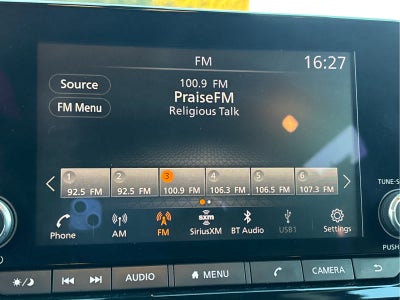 FM
16:27
Source
100.9 FM
PraiseFM
FM Menu
Religious Talk
1 2 3 4 5 6
92.5 FM 92.5 FM 100.9 FM 106.3 FM 106.5 FM 107.3 FM
sxm
Phone AM FM SiriusXM BT Audio USB1 Settings
TUNE-S
AUDIO MENU CAMERA
PUSH